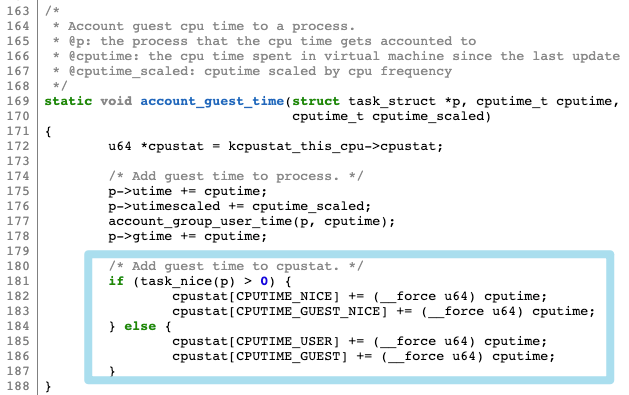 163 /*
164  * Account guest cpu time to a process.
165  * @p: the process that the cpu time gets accounted to
166  * @cputime: the cpu time spent in virtual machine since the last update
167  * @cputime_scaled: cputime scaled by cpu frequency
168  */
169 static void account_guest_time(struct task_struct *p, cputime_t cputime,
170                                cputime_t cputime_scaled)
171 {
172         u64 *cpustat = kcpustat_this_cpu->cpustat;
173
174         /* Add guest time to process. */
175         p->utime += cputime;
176         p->utimescaled += cputime_scaled;
177         account_group_user_time(p, cputime);
178         p->gtime += cputime;
179
180         /* Add guest time to cpustat. */
181         if (task_nice(p) > 0) {
182                 cpustat[CPUTIME_NICE] += (__force u64) cputime;
183                 cpustat[CPUTIME_GUEST_NICE] += (__force u64) cputime;
184         } else {
185                 cpustat[CPUTIME_USER] += (__force u64) cputime;
186                 cpustat[CPUTIME_GUEST] += (__force u64) cputime;
187         }
188 }